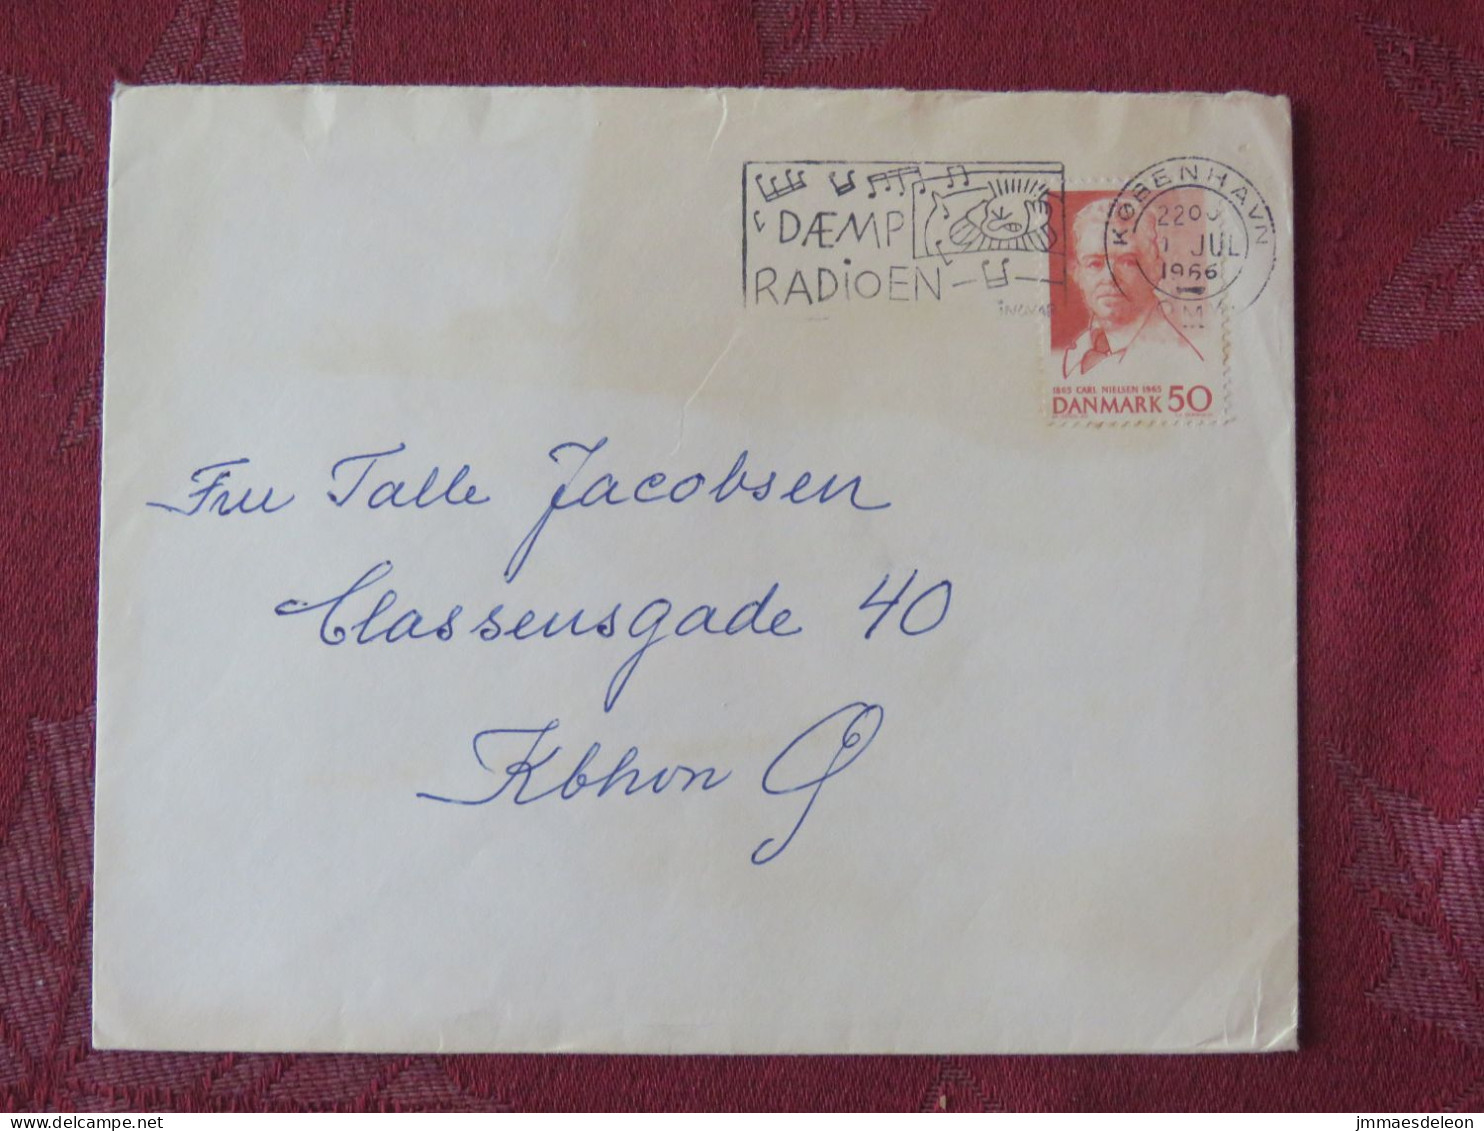 DÆMP
RADIOEN
KØBENHAVN
JUL
1966
1865 CARL NIELSEN 1965
DANMARK 50
Fru Talle Jacobsen
Classensgade 40
Kbhvn Ø
delcampe.net
jmmaesdeleon